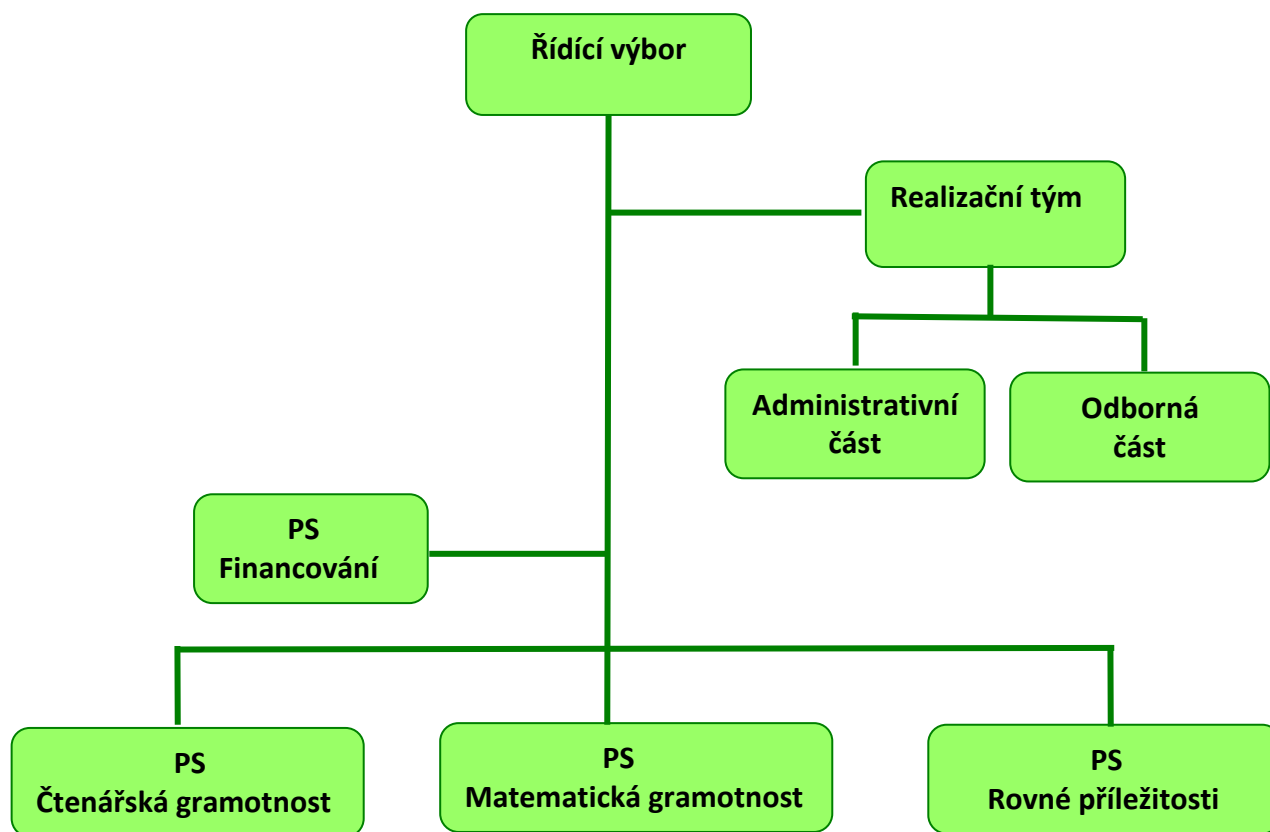 Řídící výbor
Realizační tým
Administrativní
část
Odborná
část
PS
Financování
PS
Čtenářská gramotnost
PS
Matematická gramotnost
PS
Rovné příležitosti